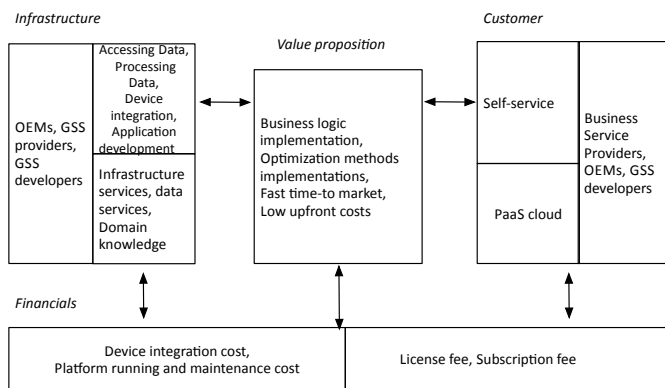 Infrastructure
Customer
Value proposition
OEMs, GSS
providers,
GSS
developers
Accessing Data,
Processing
Data,
Device
integration,
Application
development
Infrastructure
services, data
services,
Domain
knowledge
Business logic
implementation,
Optimization methods
implementations,
Fast time-to market,
Low upfront costs
Self-service
PaaS cloud
Business
Service
Providers,
OEMs, GSS
developers
Financials
Device integration cost,
Platform running and maintenance cost
License fee, Subscription fee